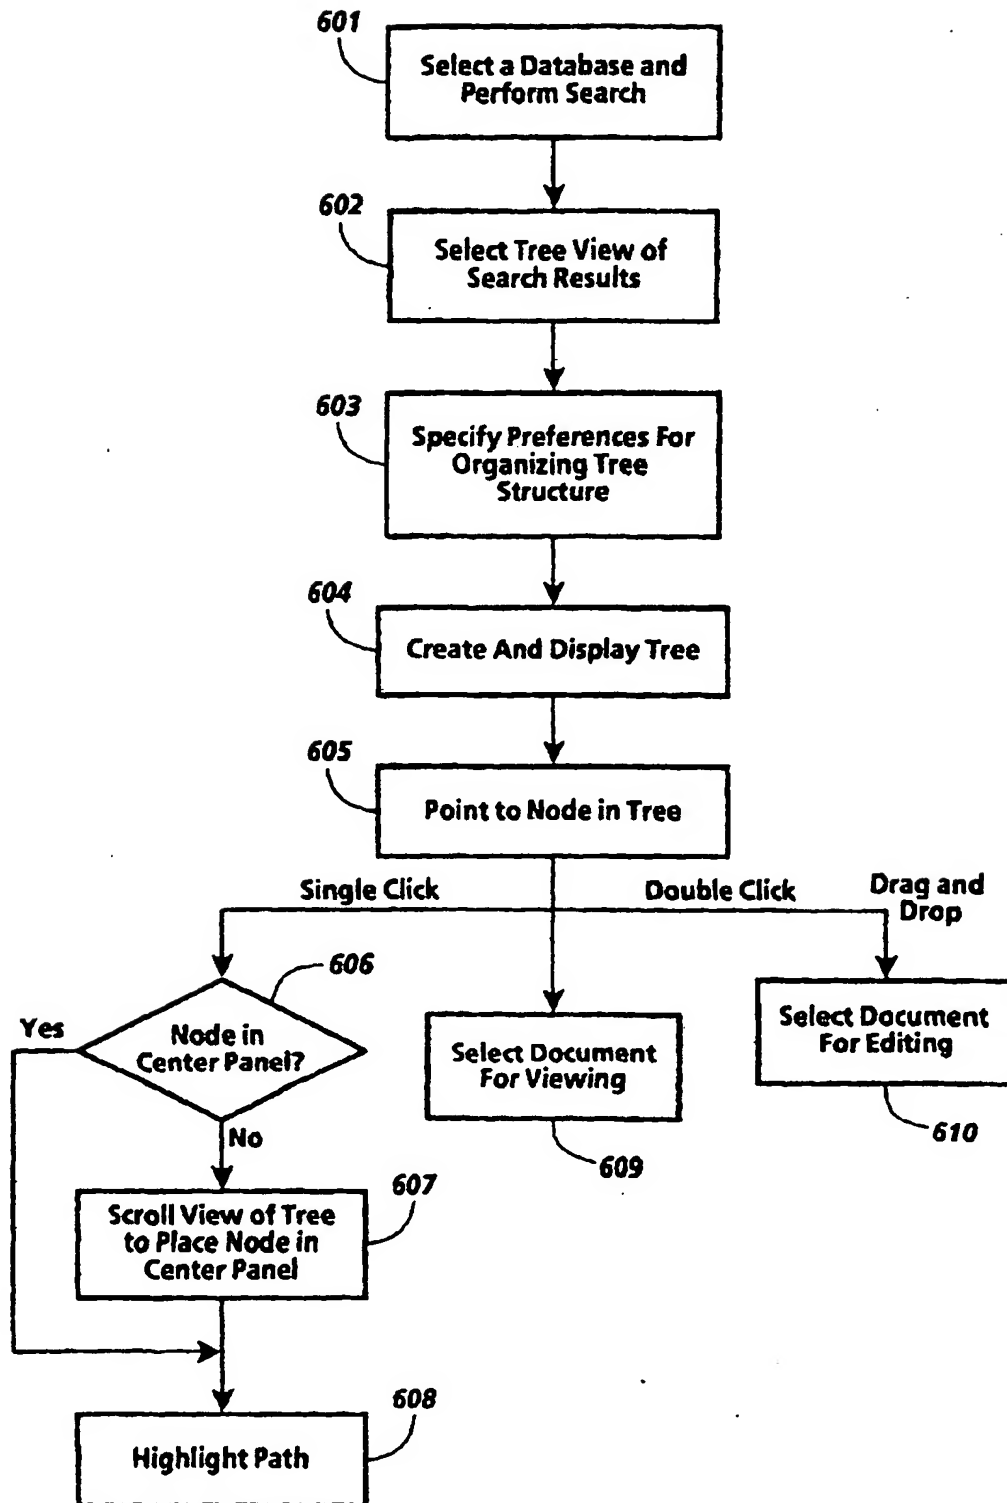 601
Select a Database and
Perform Search
602
Select Tree View of
Search Results
603
Specify Preferences For
Organizing Tree
Structure
604
Create And Display Tree
605
Point to Node in Tree
Single Click
Double Click
Drag and
Drop
606
Yes
Node in
Center Panel?
No
Select Document
For Viewing
609
Select Document
For Editing
610
607
Scroll View of Tree
to Place Node in
Center Panel
608
Highlight Path